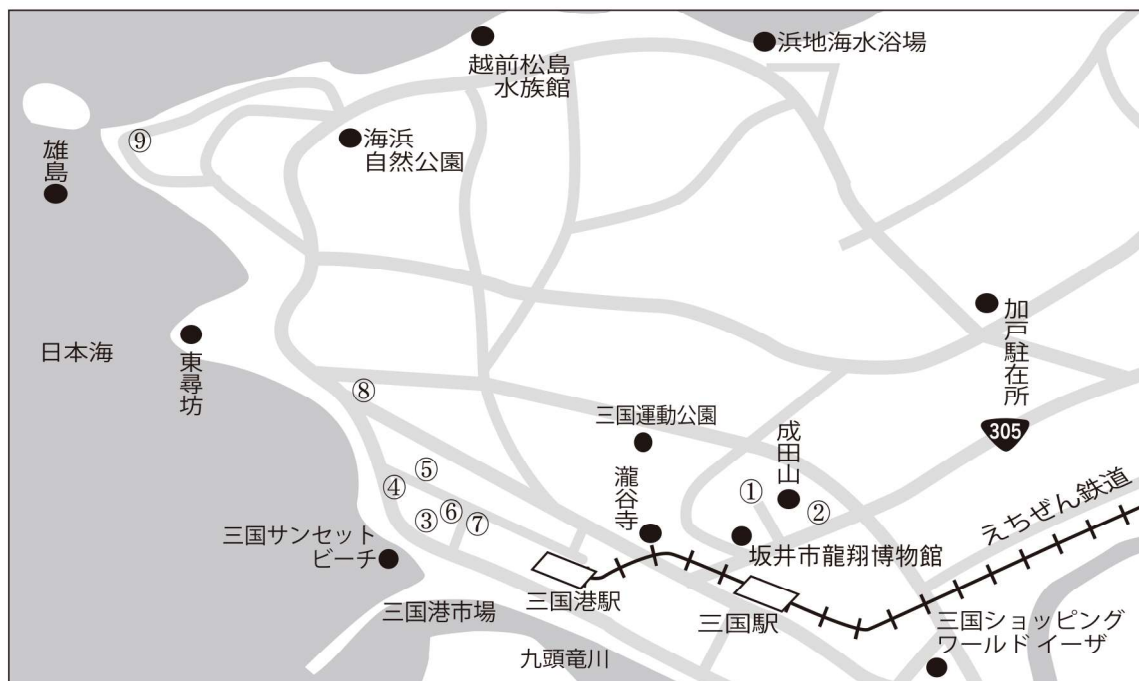 越前松島
水族館
浜地海水浴場
⑨
海浜
自然公園
雄島
加戸駐在所
日本海
東尋坊
⑧
三国運動公園
成田山
305
瀧谷寺
①
②
⑤
④
⑥
③
⑦
えちぜん鉄道
三国サンセット
ビーチ
坂井市龍翔博物館
三国港駅
三国港市場
三国駅
三国ショッピング
ワールド イーザ
九頭竜川